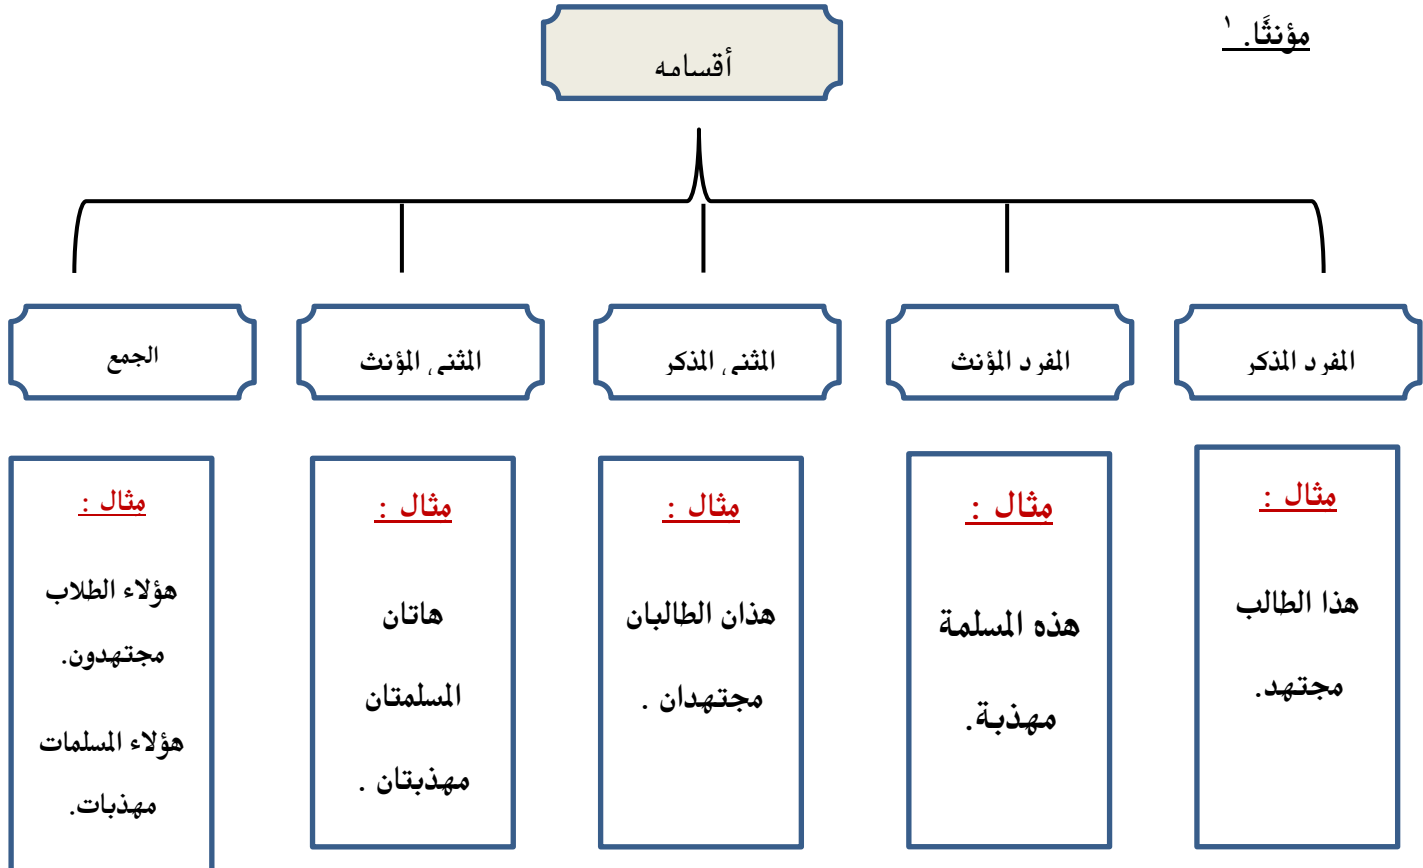 مؤنثًا. ١
أقسامه
المفرد المذكر
المفرد المؤنث
المثنى المذكر
المثنى المؤنث
الجمع
مثال :
هذا الطالب
مجتهد.
مثال :
هذه المسلمة
مهذبة.
مثال :
هذان الطالبان
مجتهدان .
مثال :
هاتان
المسلمتان
مهذبتان .
مثال :
هؤلاء الطلاب
مجتهدون.
هؤلاء المسلمات
مهذبات.